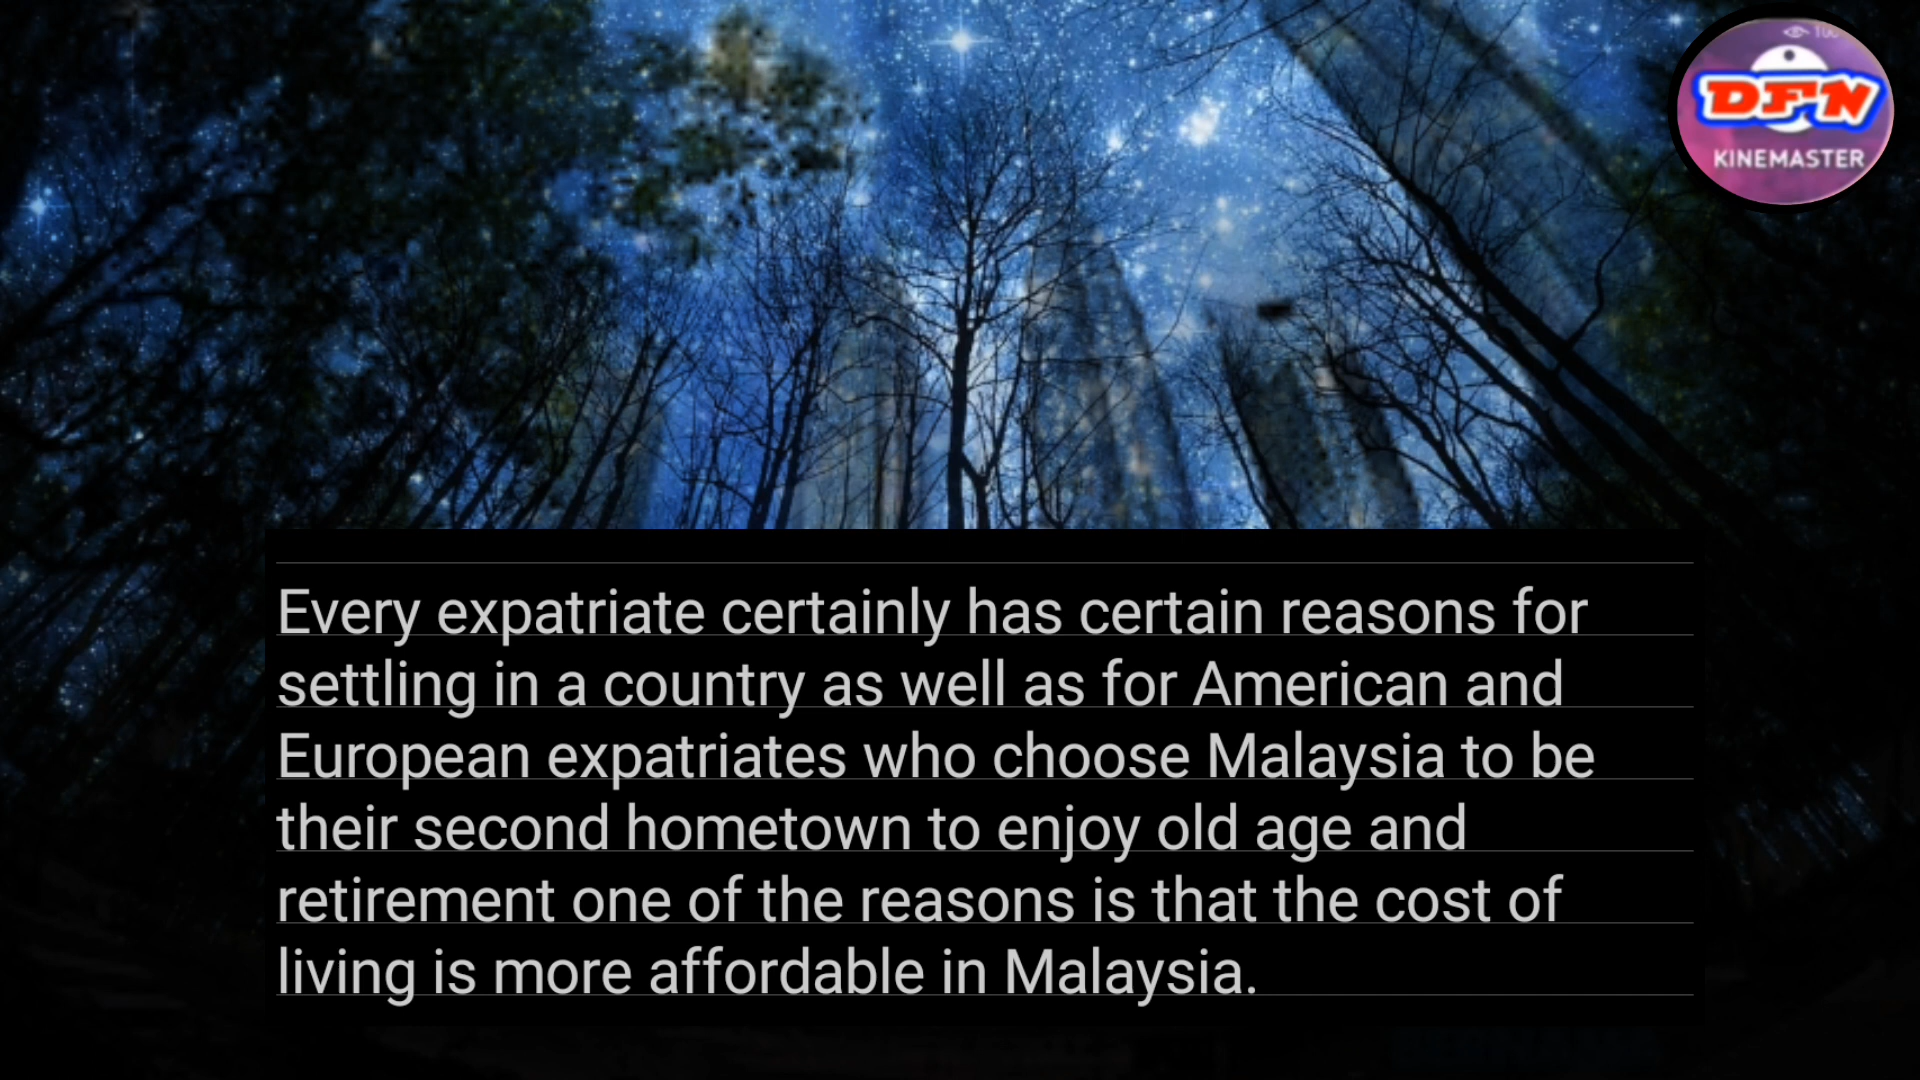 100
DFN
KINEMASTER
Every expatriate certainly has certain reasons for
settling in a country as well as for American and
European expatriates who choose Malaysia to be
their second hometown to enjoy old age and
retirement one of the reasons is that the cost of
living is more affordable in Malaysia.